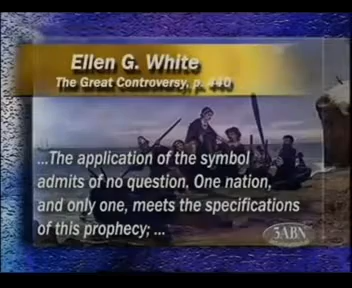 Ellen G. White
The Great Controversy, p. 440
...The application of the symbol
admits of no question. One nation,
and only one, meets the specifications
of this prophecy; ...
3ABN